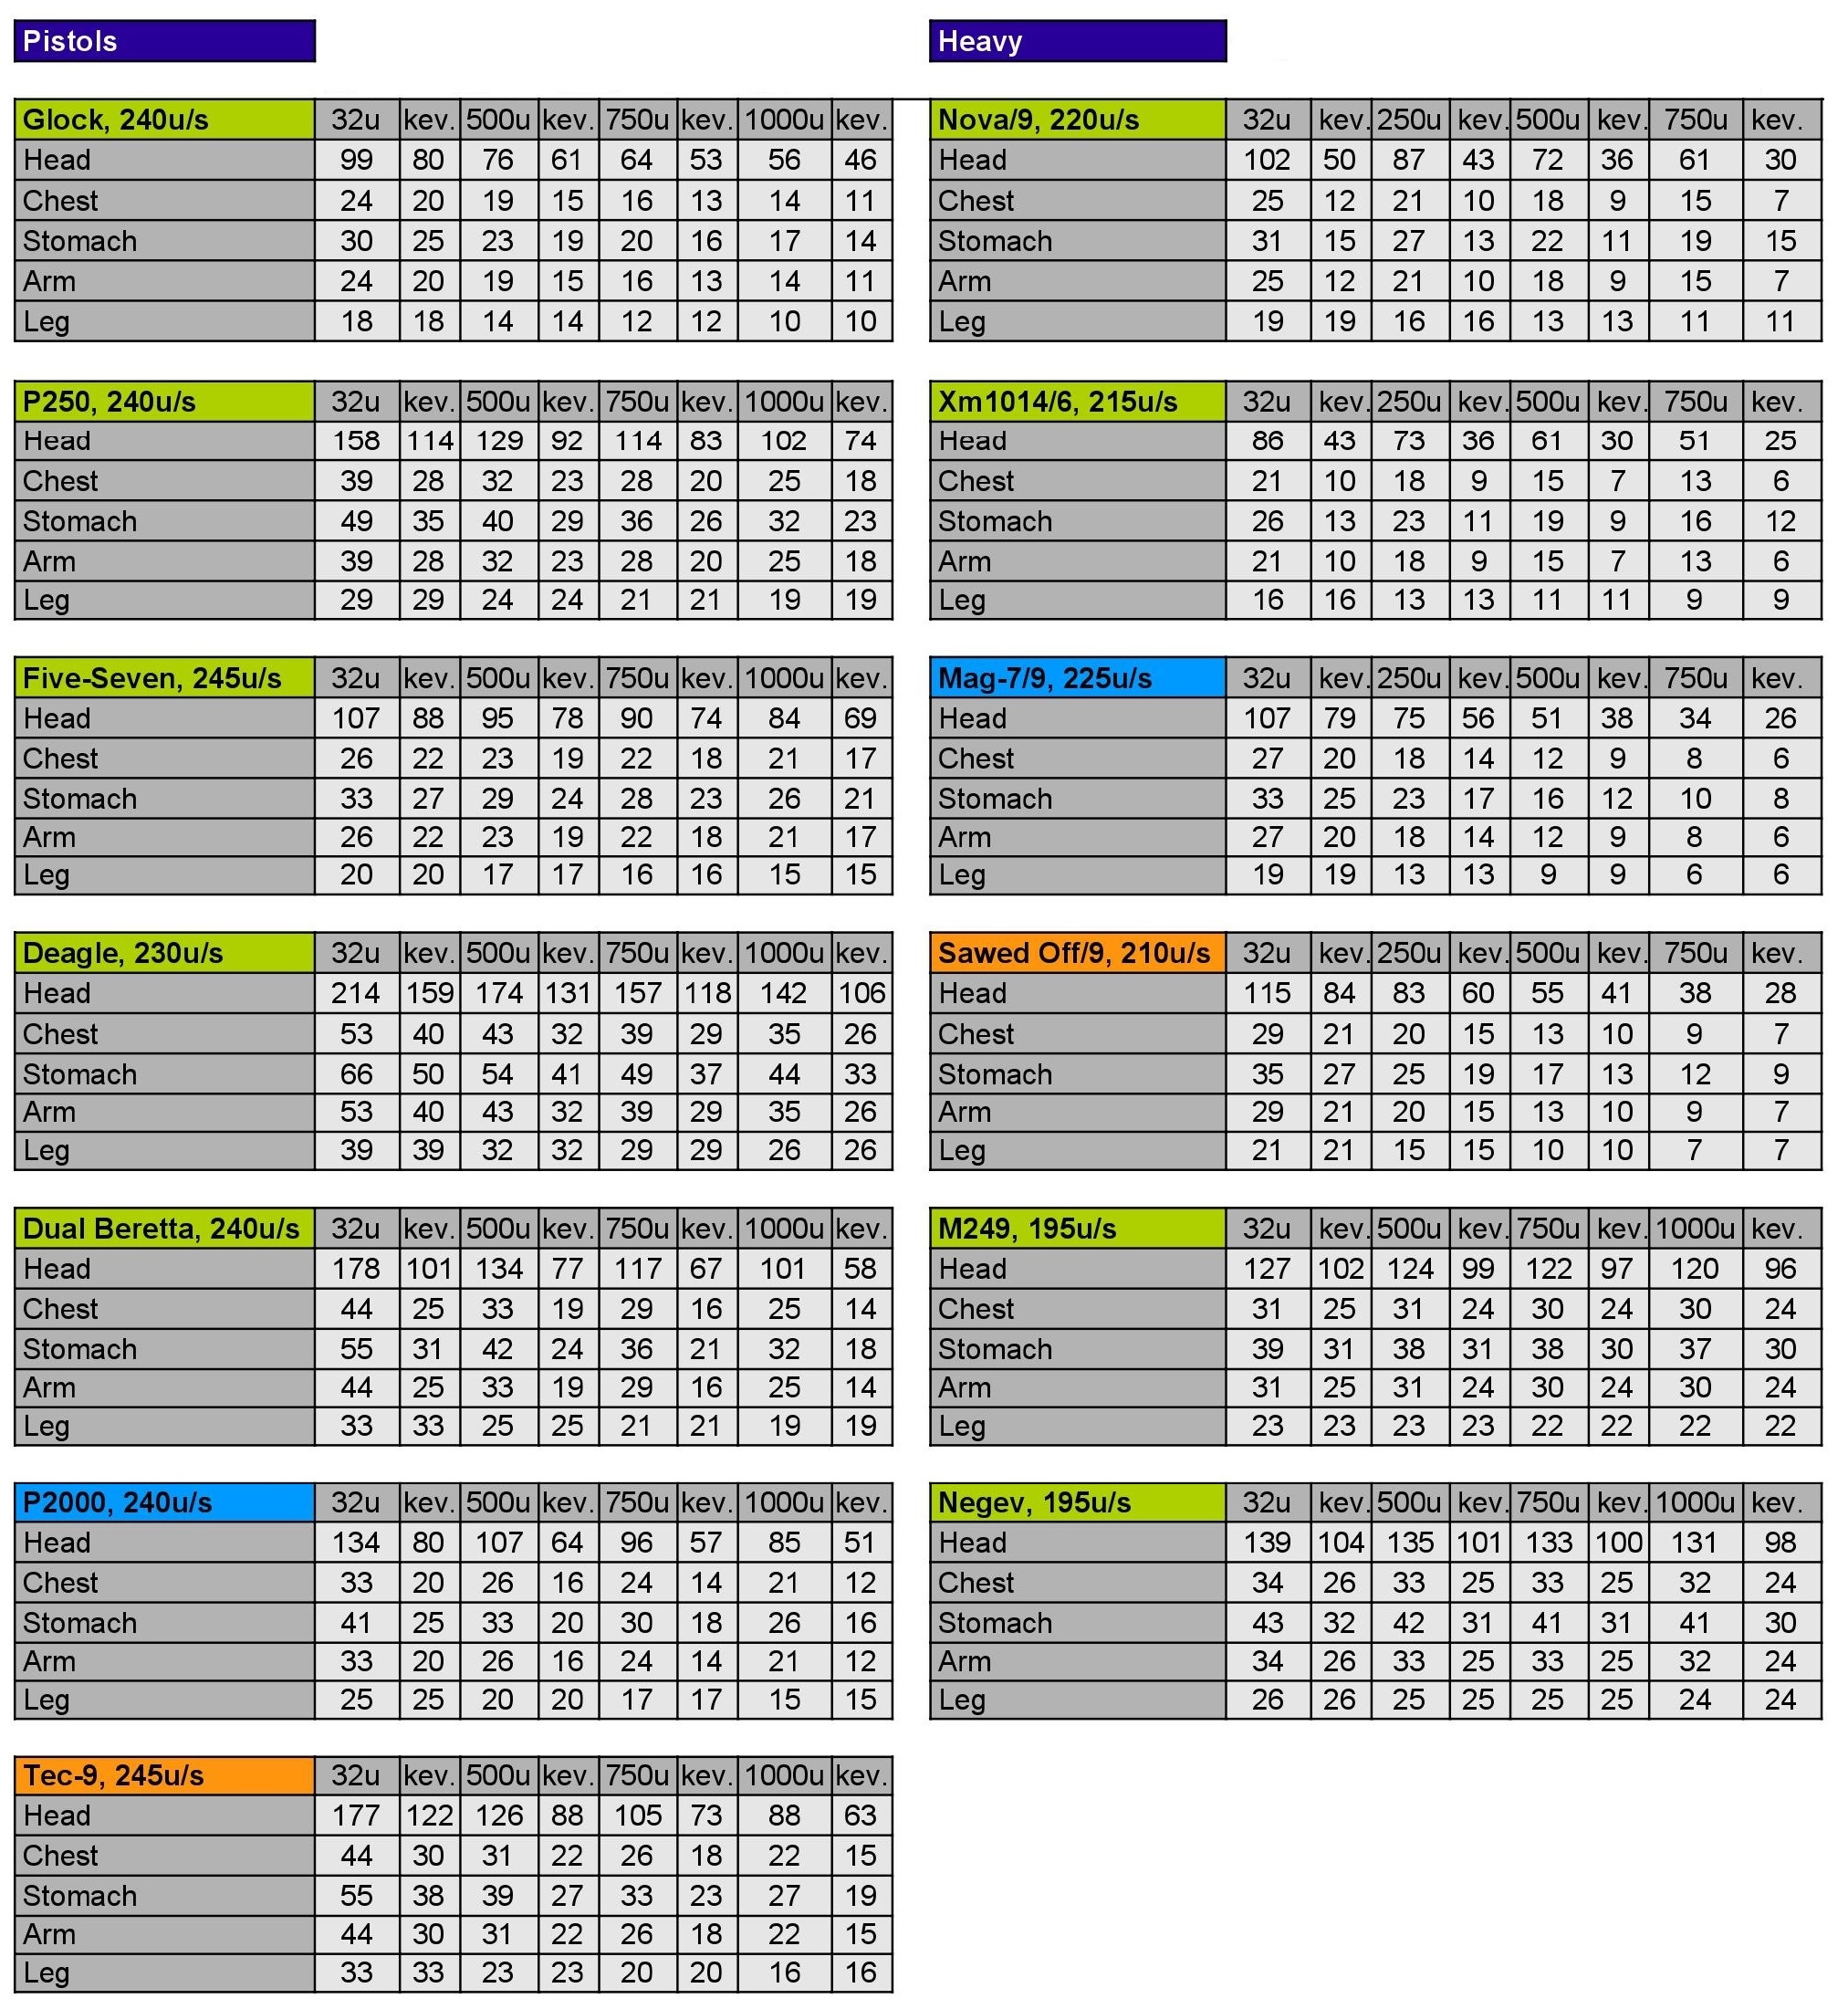 Pistols
Glock, 240u/s 32u kev. 500u kev. 750u kev. 1000u kev.
Head 99 80 76 61 64 53 56 46
Chest 24 20 19 15 16 13 14 11
Stomach 30 25 23 19 20 16 17 14
Arm 24 20 19 15 16 13 14 11
Leg 18 18 14 14 12 12 10 10
P250, 240u/s 32u kev. 500u kev. 750u kev. 1000u kev.
Head 158 114 129 92 114 83 102 74
Chest 39 28 32 23 28 20 25 18
Stomach 49 35 40 29 36 26 32 23
Arm 39 28 32 23 28 20 25 18
Leg 29 29 24 24 21 21 19 19
Five-Seven, 245u/s 32u kev. 500u kev. 750u kev. 1000u kev.
Head 107 88 95 78 90 74 84 69
Chest 26 22 23 19 22 18 21 17
Stomach 33 27 29 24 28 23 26 21
Arm 26 22 23 19 22 18 21 17
Leg 20 20 17 17 16 16 15 15
Deagle, 230u/s 32u kev. 500u kev. 750u kev. 1000u kev.
Head 214 159 174 131 157 118 142 106
Chest 53 40 43 32 39 29 35 26
Stomach 66 50 54 41 49 37 44 33
Arm 53 40 43 32 39 29 35 26
Leg 39 39 32 32 29 29 26 26
Dual Beretta, 240u/s 32u kev. 500u kev. 750u kev. 1000u kev.
Head 178 101 134 77 117 67 101 58
Chest 44 25 33 19 29 16 25 14
Stomach 55 31 42 24 36 21 32 18
Arm 44 25 33 19 29 16 25 14
Leg 33 33 25 25 21 21 19 19
P2000, 240u/s 32u kev. 500u kev. 750u kev. 1000u kev.
Head 134 80 107 64 96 57 85 51
Chest 33 20 26 16 24 14 21 12
Stomach 41 25 33 20 30 18 26 16
Arm 33 20 26 16 24 14 21 12
Leg 25 25 20 20 17 17 15 15
Tec-9, 245u/s 32u kev. 500u kev. 750u kev. 1000u kev.
Head 177 122 126 88 105 73 88 63
Chest 44 30 31 22 26 18 22 15
Stomach 55 38 39 27 33 23 27 19
Arm 44 30 31 22 26 18 22 15
Leg 33 33 23 23 20 20 16 16
Heavy
Nova/9, 220u/s 32u kev. 250u kev. 500u kev. 750u kev.
Head 102 50 87 43 72 36 61 30
Chest 25 12 21 10 18 9 15 7
Stomach 31 15 27 13 22 11 19 15
Arm 25 12 21 10 18 9 15 7
Leg 19 19 16 16 13 13 11 11
Xm1014/6, 215u/s 32u kev. 250u kev. 500u kev. 750u kev.
Head 86 43 73 36 61 30 51 25
Chest 21 10 18 9 15 7 13 6
Stomach 26 13 23 11 19 9 16 12
Arm 21 10 18 9 15 7 13 6
Leg 16 16 13 13 11 11 9 9
Mag-7/9, 225u/s 32u kev. 250u kev. 500u kev. 750u kev.
Head 107 79 75 56 51 38 34 26
Chest 27 20 18 14 12 9 8 6
Stomach 33 25 23 17 16 12 10 8
Arm 27 20 18 14 12 9 8 6
Leg 19 19 13 13 9 9 6 6
Sawed Off/9, 210u/s 32u kev. 250u kev. 500u kev. 750u kev.
Head 115 84 83 60 55 41 38 28
Chest 29 21 20 15 13 10 9 7
Stomach 35 27 25 19 17 13 12 9
Arm 29 21 20 15 13 10 9 7
Leg 21 21 15 15 10 10 7 7
M249, 195u/s 32u kev. 500u kev. 750u kev. 1000u kev.
Head 127 102 124 99 122 97 120 96
Chest 31 25 31 24 30 24 30 24
Stomach 39 31 38 31 38 30 37 30
Arm 31 25 31 24 30 24 30 24
Leg 23 23 23 23 22 22 22 22
Negev, 195u/s 32u kev. 500u kev. 750u kev. 1000u kev.
Head 139 104 135 101 133 100 131 98
Chest 34 26 33 25 33 25 32 24
Stomach 43 32 42 31 41 31 41 30
Arm 34 26 33 25 33 25 32 24
Leg 26 26 25 25 25 25 24 24